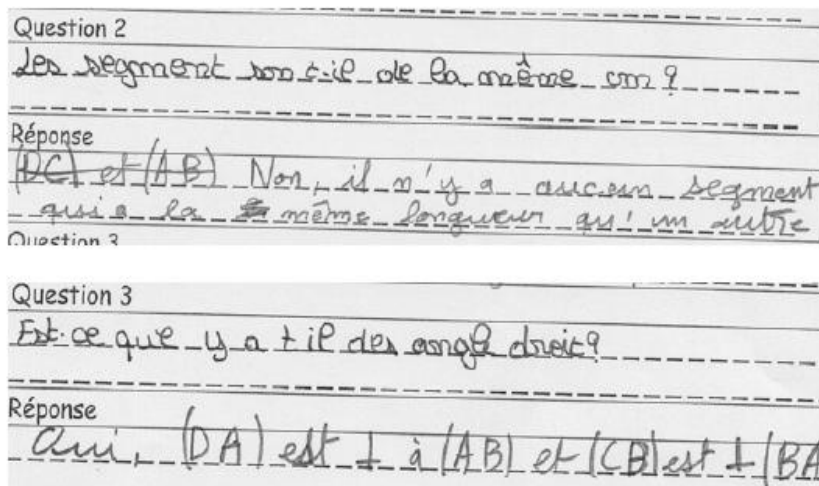 Question 2
Les segment son t-il de la même cm ?
Réponse
(DC) et (AB) Non, il n'y a aucun segment
qui a la même longueur qu'un autre
Question 3
Question 3
Est-ce que y a t il des angle droit ?
Réponse
Oui, (DA) est ⊥ à (AB) et (CB) est ⊥ (BA